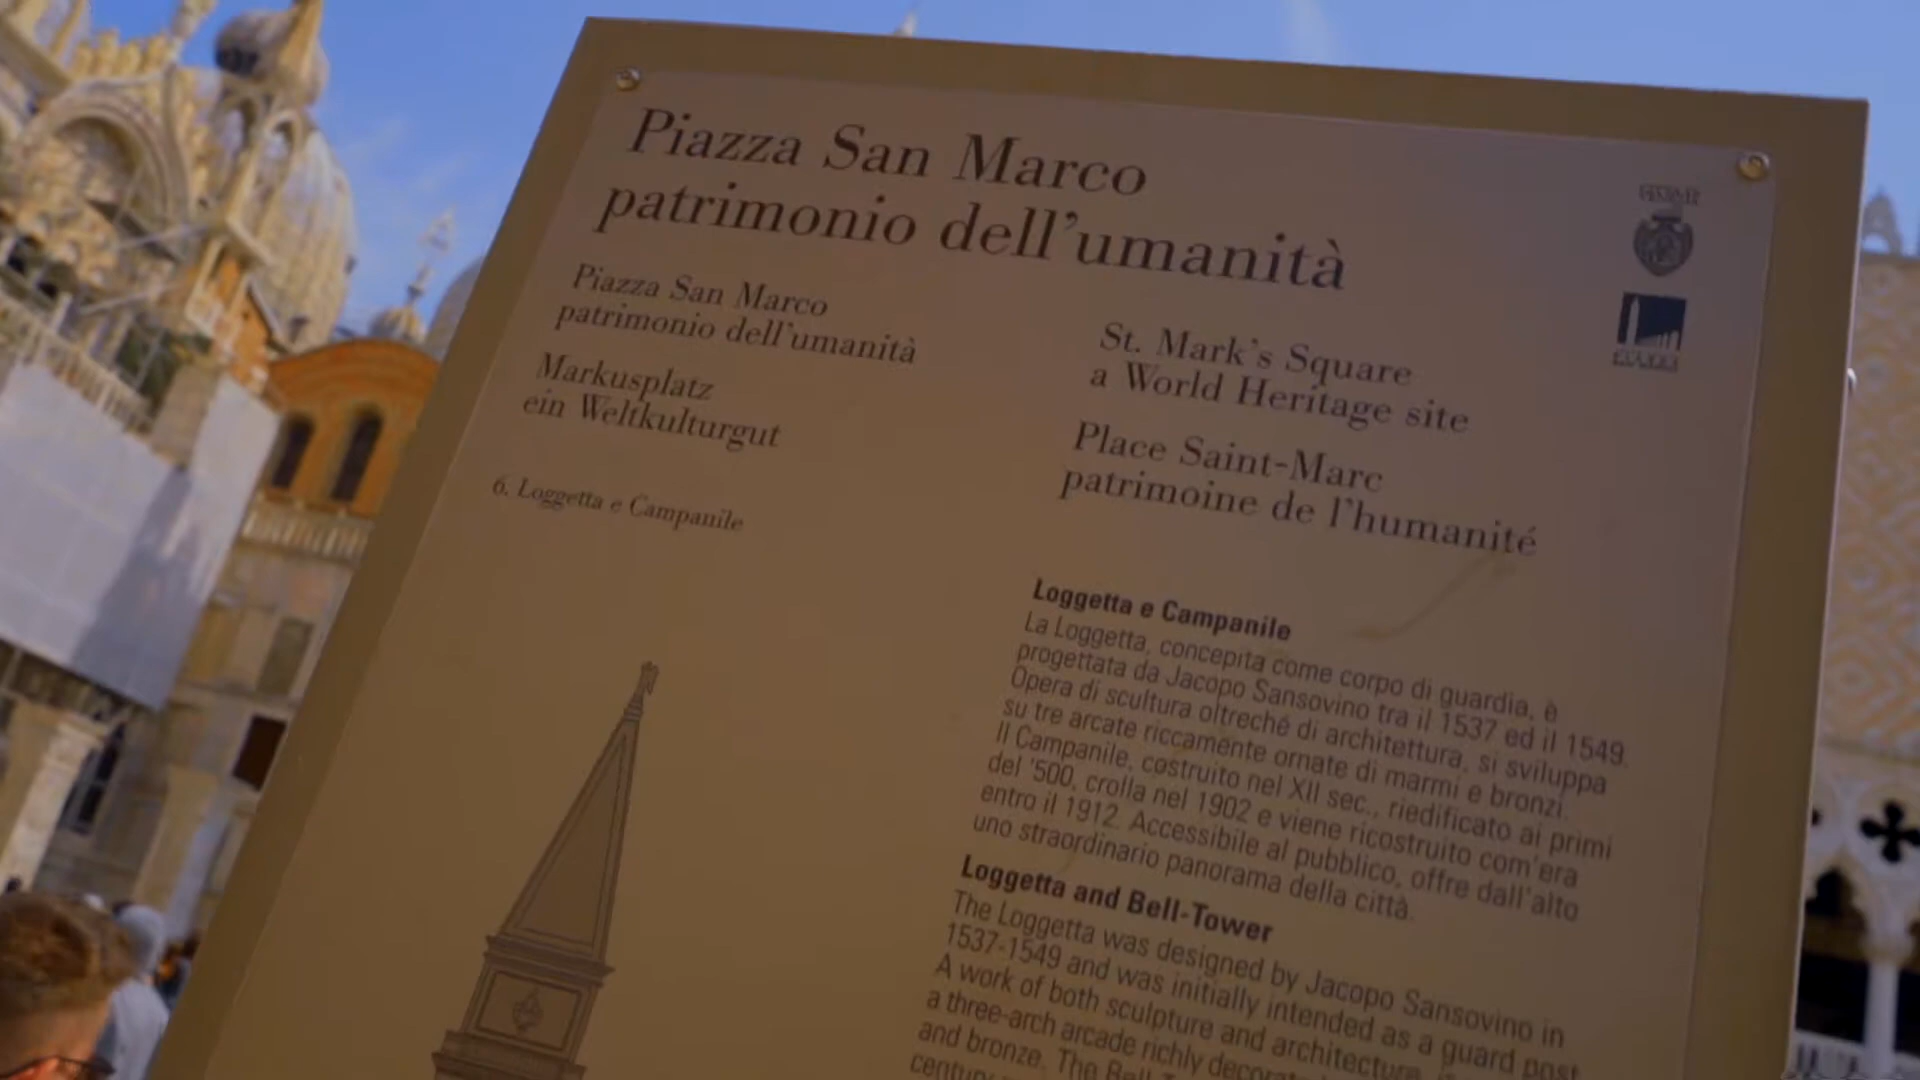 Piazza San Marco
patrimonio dell'umanità
Piazza San Marco
patrimonio dell'umanità
Markusplatz
ein Weltkulturgut
St. Mark's Square
a World Heritage site
Place Saint-Marc
patrimoine de l'humanité
6. Loggetta e Campanile
Loggetta e Campanile
La Loggetta, concepita come corpo di guardia, è
progettata da Jacopo Sansovino tra il 1537 ed il 1549.
Opera di scultura oltreché di architettura, si sviluppa
su tre arcate riccamente ornate di marmi e bronzi.
Il Campanile, costruito nel XII sec., riedificato ai primi
del '500, crolla nel 1902 e viene ricostruito com'era
entro il 1912. Accessibile al pubblico, offre dall'alto
uno straordinario panorama della città.
Loggetta and Bell-Tower
The Loggetta was designed by Jacopo Sansovino in
1537-1549 and was initially intended as a guard post.
A work of both sculpture and architecture,
a three-arch arcade richly
and bronze. The Bell
century